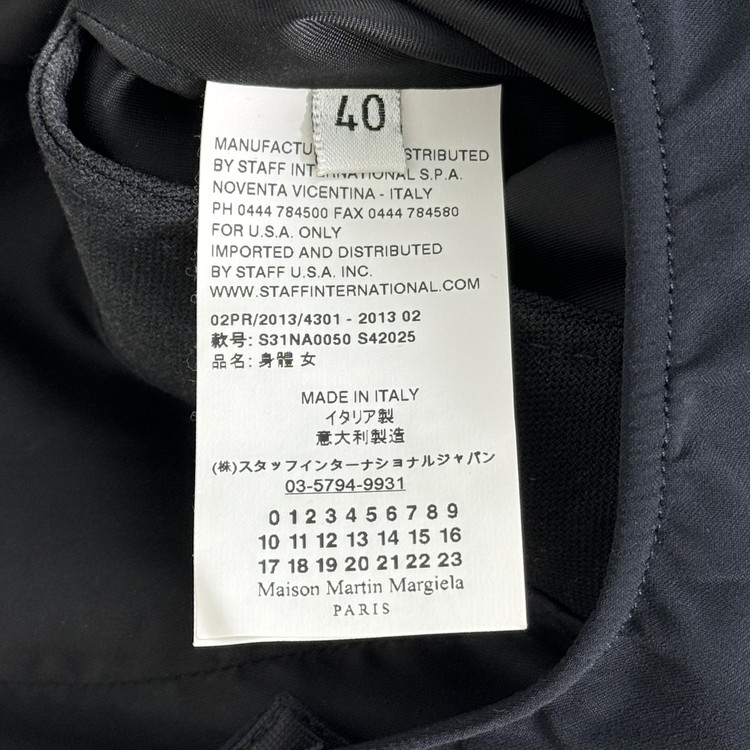 40
MANUFACTU STRIBUTED
BY STAFF INTERNATIONAL S.P.A.
NOVENTA VICENTINA - ITALY
PH 0444 784500 FAX 0444 784580
FOR U.S.A. ONLY
IMPORTED AND DISTRIBUTED
BY STAFF U.S.A. INC.
WWW.STAFFINTERNATIONAL.COM
02PR/2013/4301 - 2013 02
款号: S31NA0050 S42025
品名: 身體 女
MADE IN ITALY
イタリア製
意大利製造
(株)スタッフインターナショナルジャパン
03-5794-9931
0 1 2 3 4 5 6 7 8 9
10 11 12 13 14 15 16
17 18 19 20 21 22 23
Maison Martin Margiela
PARIS